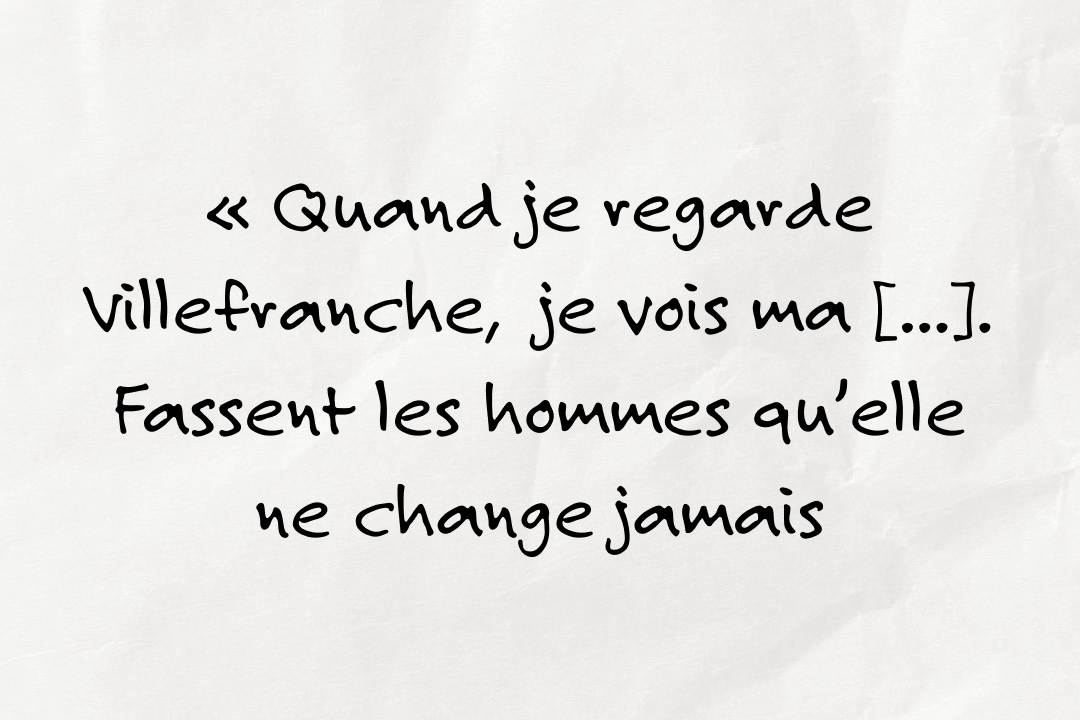 « Quand je regarde
Villefranche, je vois ma [...].
Fassent les hommes qu’elle
ne change jamais